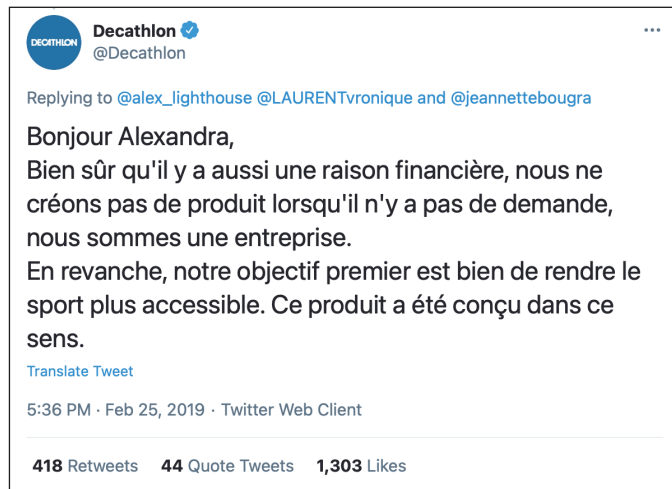 DECATHLON
Decathlon
@Decathlon
Replying to @alex_lighthouse @LAURENTvronique and @jeannettebougra
Bonjour Alexandra,
Bien sûr qu'il y a aussi une raison financière, nous ne
créons pas de produit lorsqu'il n'y a pas de demande,
nous sommes une entreprise.
En revanche, notre objectif premier est bien de rendre le
sport plus accessible. Ce produit a été conçu dans ce
sens.
Translate Tweet
5:36 PM · Feb 25, 2019 · Twitter Web Client
418 Retweets 44 Quote Tweets 1,303 Likes